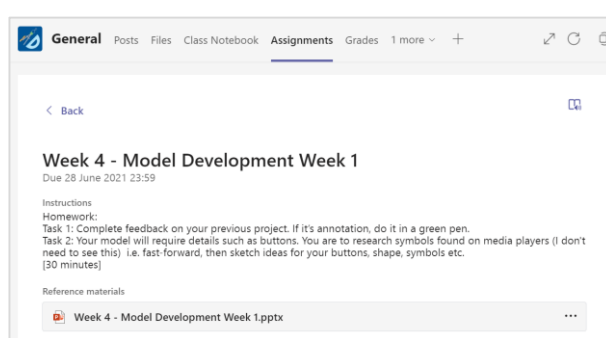 General Posts Files Class Notebook Assignments Grades 1 more
Back
Week 4 - Model Development Week 1
Due 28 June 2021 23:59
Instructions
Homework:
Task 1: Complete feedback on your previous project. If it's annotation, do it in a green pen.
Task 2: Your model will require details such as buttons. You are to research symbols found on media players (I don't
need to see this) i.e. fast-forward, then sketch ideas for your buttons, shape, symbols etc.
[30 minutes]
Reference materials
Week 4 - Model Development Week 1.pptx